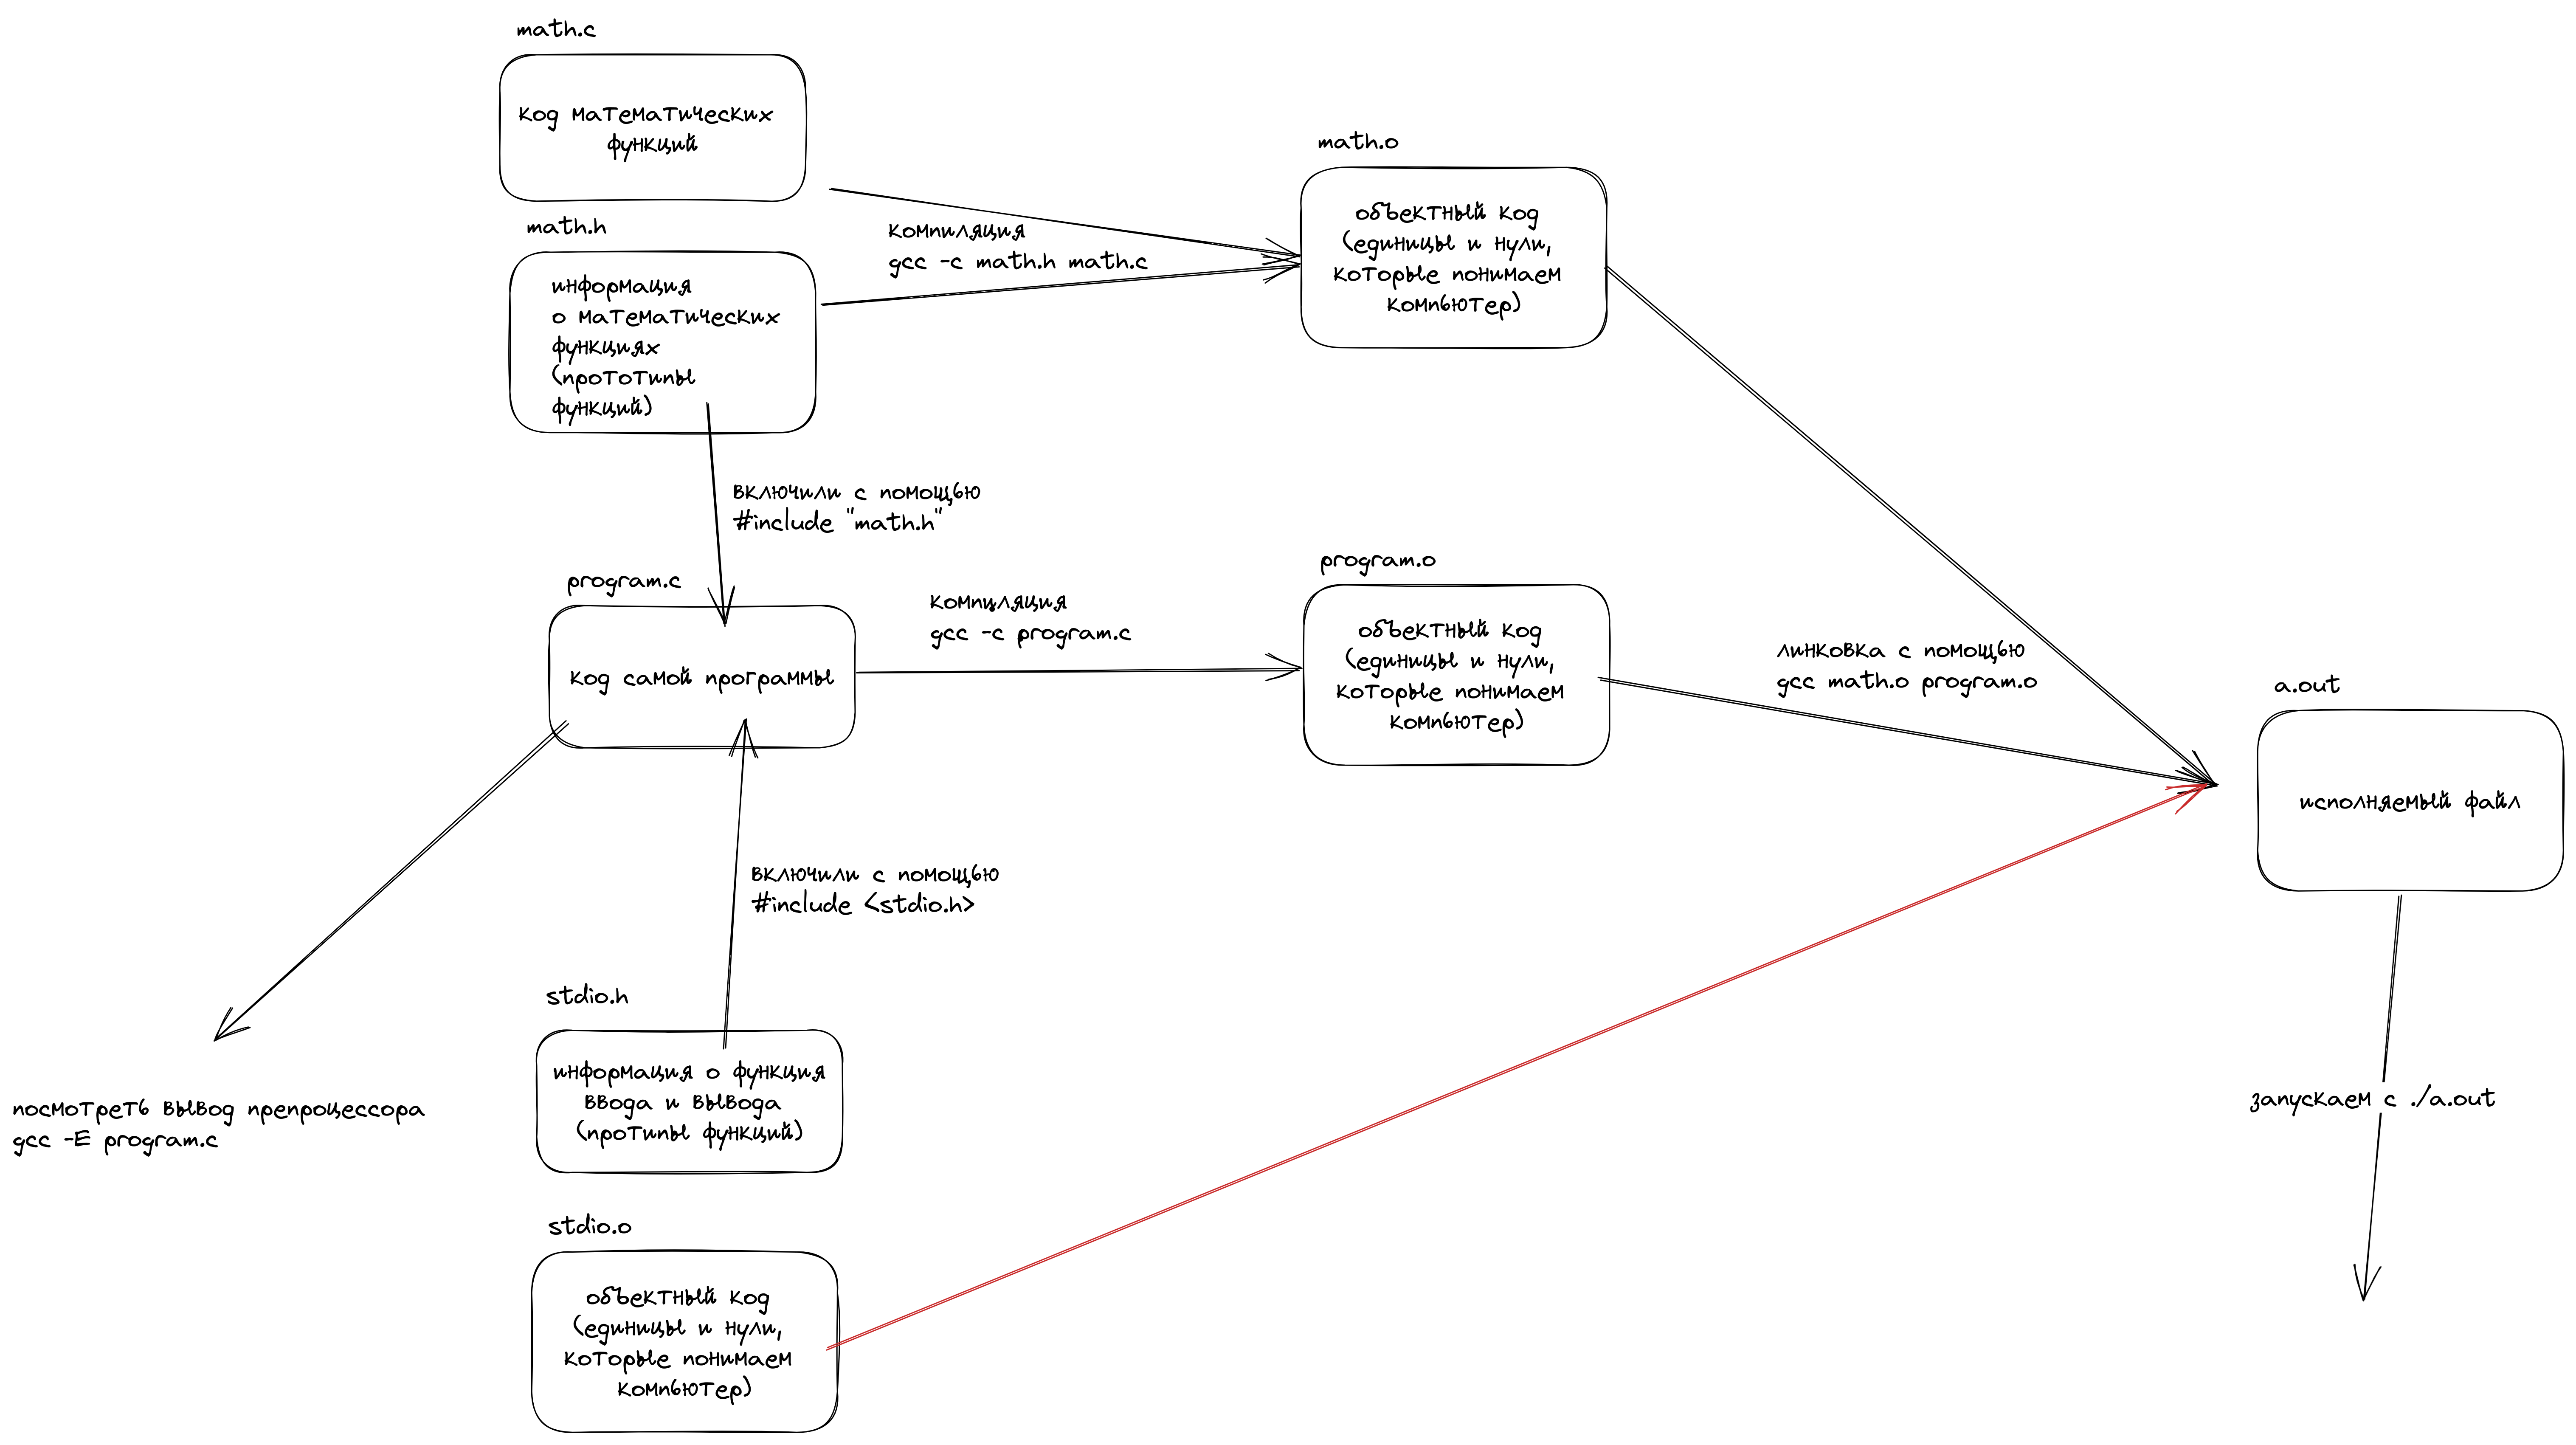 math.c
код математических
функций
math.h
информация
о математических
функциях
(прототипы
функций)
компиляция
gcc -c math.h math.c
math.o
объектный код
(единицы и нули,
которые понимаем
компьютер)
включили с помощью
#include "math.h"
program.c
код самой программы
компиляция
gcc -c program.c
program.o
объектный код
(единицы и нули,
которые понимаем
компьютер)
линковка с помощью
gcc math.o program.o
a.out
исполняемый файл
включили с помощью
#include <stdio.h>
stdio.h
информация о функция
ввода и вывода
(протипы функций)
посмотреть вывод препроцессора
gcc -E program.c
запускаем с ./a.out
stdio.o
объектный код
(единицы и нули,
которые понимаем
компьютер)